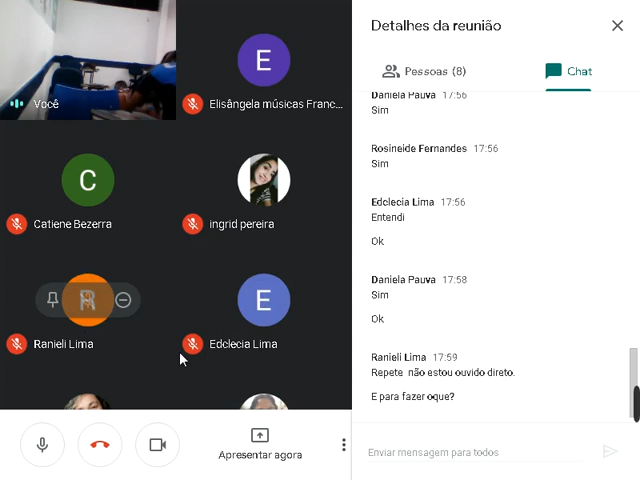 Detalhes da reunião
Pessoas (8)
Chat
Você
E
Elisângela músicas Franc...
C
Catiene Bezerra
ingrid pereira
R
Ranieli Lima
E
Edclecia Lima
Apresentar agora
Daniela Pauva 17:56
Sim
Rosineide Fernandes 17:56
Sim
Edclecia Lima 17:56
Entendi
Ok
Daniela Pauva 17:58
Sim
Ok
Ranieli Lima 17:59
Repete não estou ouvido direto.
E para fazer oque?
Enviar mensagem para todos